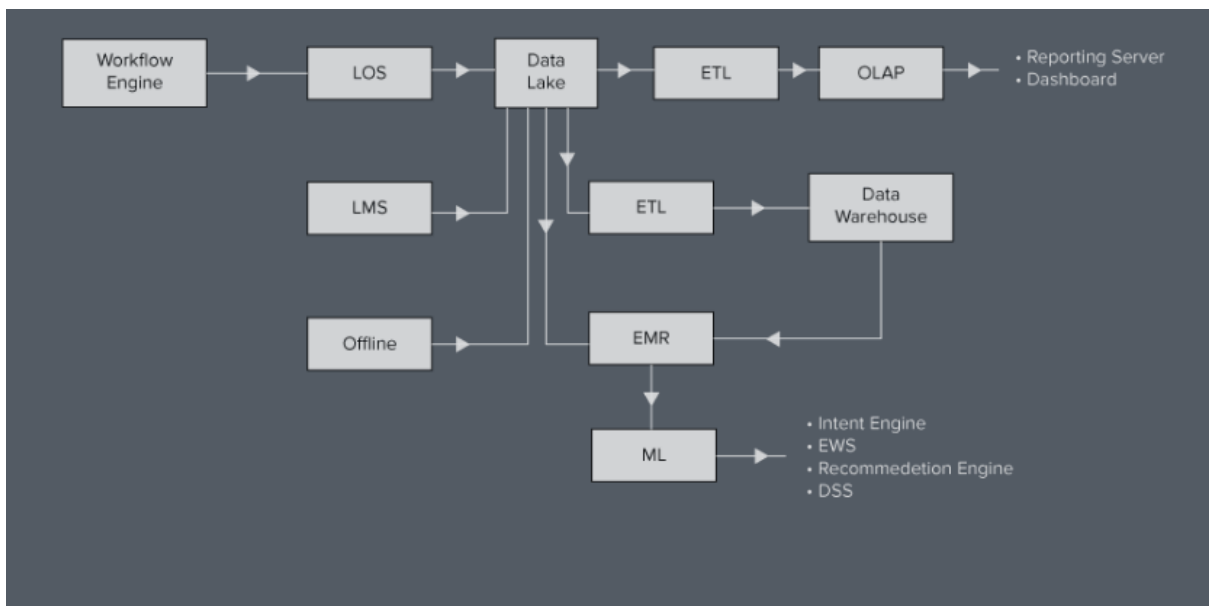 Workflow
Engine
LOS
Data
Lake
ETL
OLAP
• Reporting Server
• Dashboard
LMS
ETL
Data
Warehouse
Offline
EMR
ML
• Intent Engine
• EWS
• Recommedetion Engine
• DSS